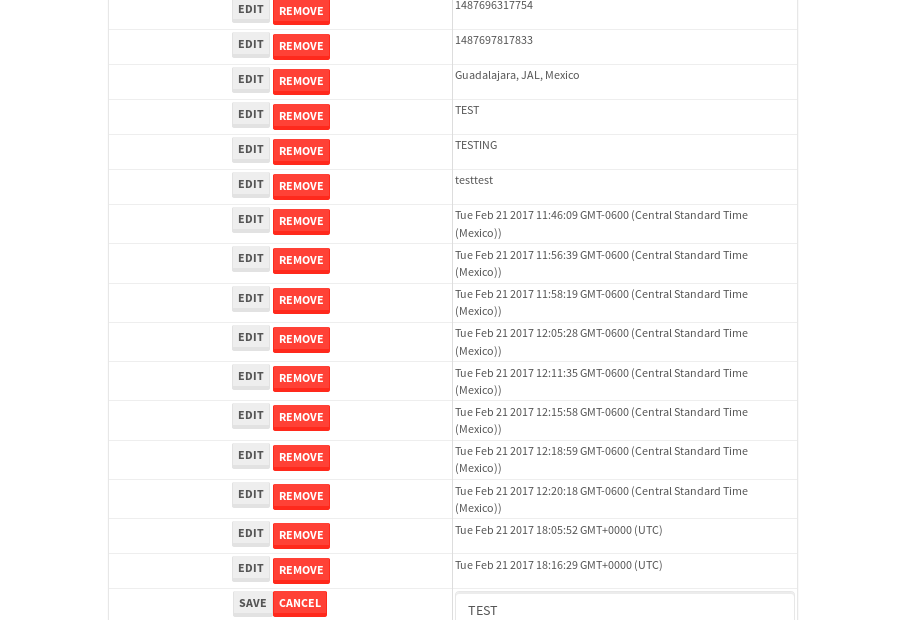 EDIT REMOVE 1487696317754
EDIT REMOVE 1487697817833
EDIT REMOVE Guadalajara, JAL, Mexico
EDIT REMOVE TEST
EDIT REMOVE TESTING
EDIT REMOVE testtest
EDIT REMOVE Tue Feb 21 2017 11:46:09 GMT-0600 (Central Standard Time
(Mexico))
EDIT REMOVE Tue Feb 21 2017 11:56:39 GMT-0600 (Central Standard Time
(Mexico))
EDIT REMOVE Tue Feb 21 2017 11:58:19 GMT-0600 (Central Standard Time
(Mexico))
EDIT REMOVE Tue Feb 21 2017 12:05:28 GMT-0600 (Central Standard Time
(Mexico))
EDIT REMOVE Tue Feb 21 2017 12:11:35 GMT-0600 (Central Standard Time
(Mexico))
EDIT REMOVE Tue Feb 21 2017 12:15:58 GMT-0600 (Central Standard Time
(Mexico))
EDIT REMOVE Tue Feb 21 2017 12:18:59 GMT-0600 (Central Standard Time
(Mexico))
EDIT REMOVE Tue Feb 21 2017 12:20:18 GMT-0600 (Central Standard Time
(Mexico))
EDIT REMOVE Tue Feb 21 2017 18:05:52 GMT+0000 (UTC)
EDIT REMOVE Tue Feb 21 2017 18:16:29 GMT+0000 (UTC)
SAVE CANCEL TEST